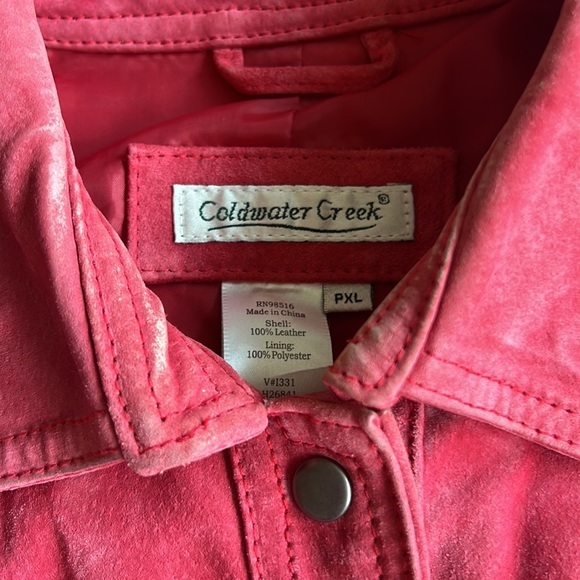 Coldwater Creek®
PXL
RN98516
Made in China
Shell:
100% Leather
Lining:
100% Polyester
V#1331